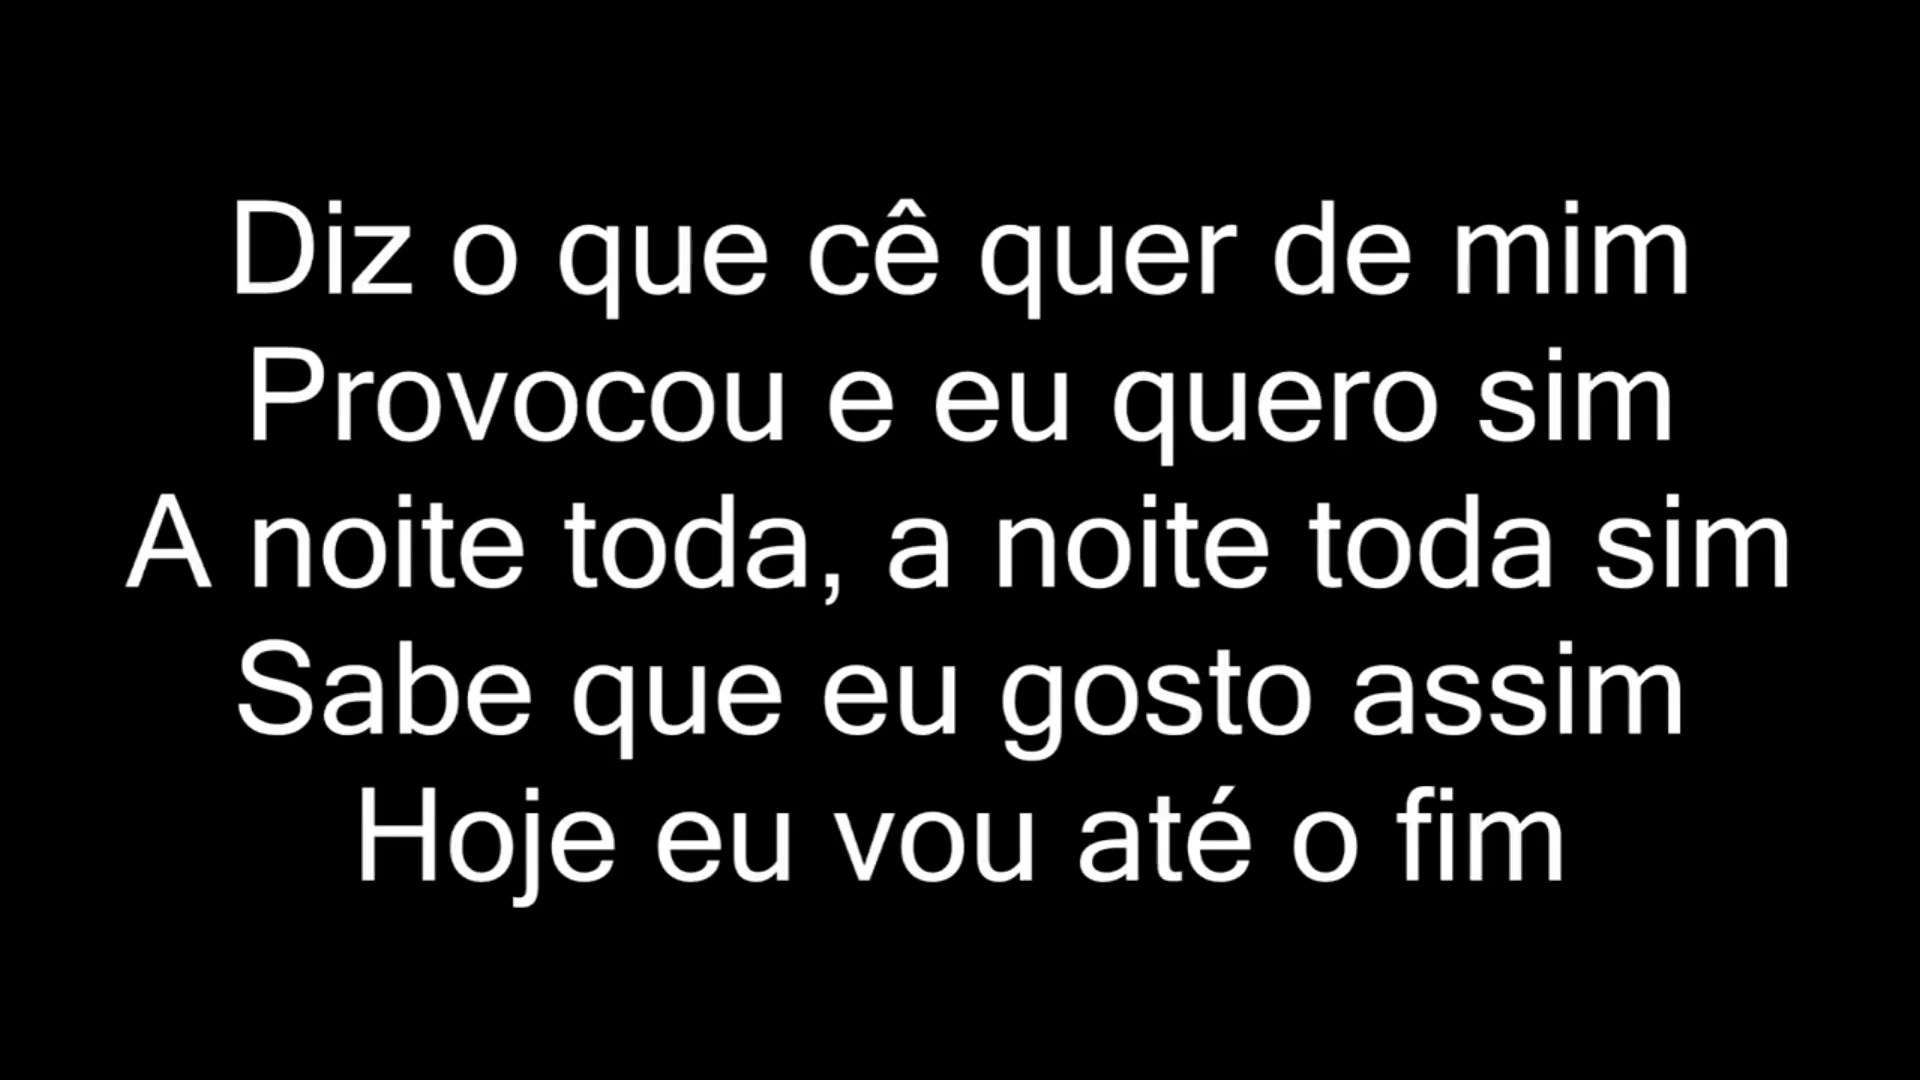 Diz o que cê quer de mim
Provocou e eu quero sim
A noite toda, a noite toda sim
Sabe que eu gosto assim
Hoje eu vou até o fim